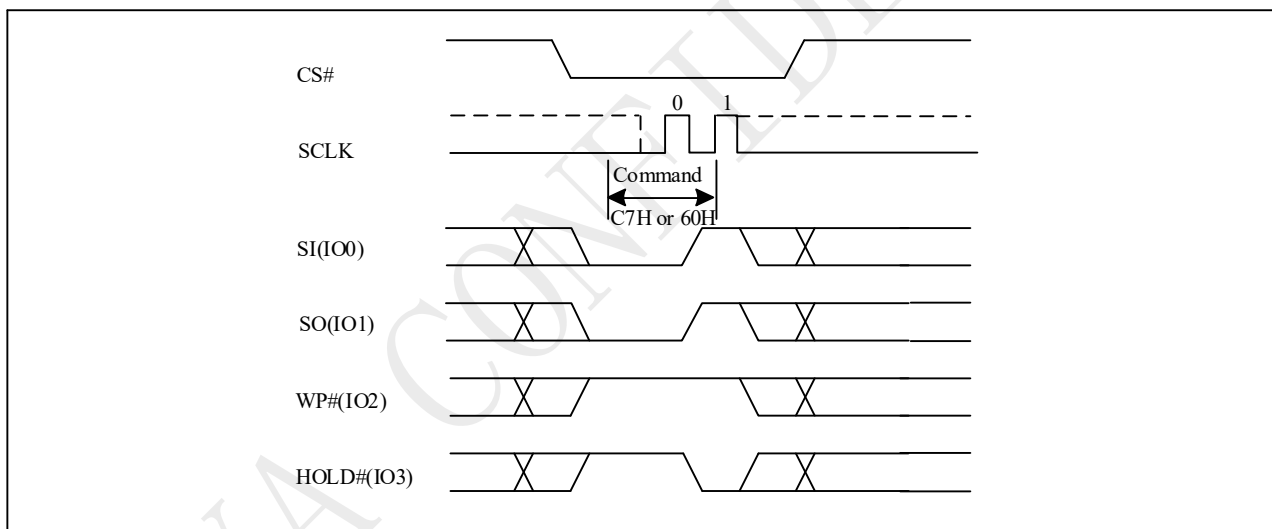 CS#
0 1
SCLK
Command
C7H or 60H
SI(IO0)
SO(IO1)
WP#(IO2)
HOLD#(IO3)